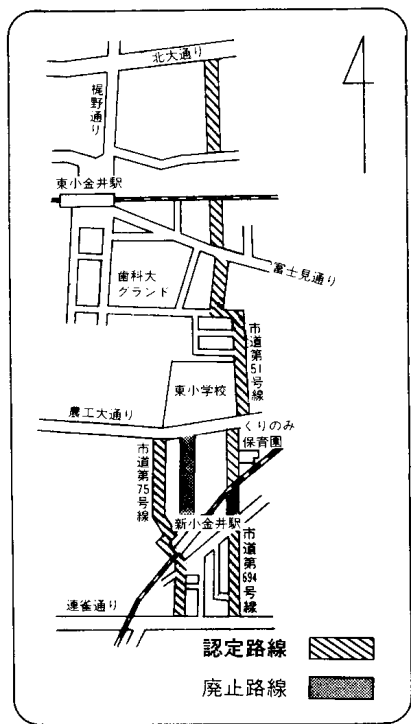 北大通り
梶野通り
東小金井駅
富士見通り
歯科大
グランド
市道第51号線
東小学校
農工大通り
くりのみ
保育園
市道第75号線
新小金井駅
市道第694号線
連雀通り
認定路線
廃止路線